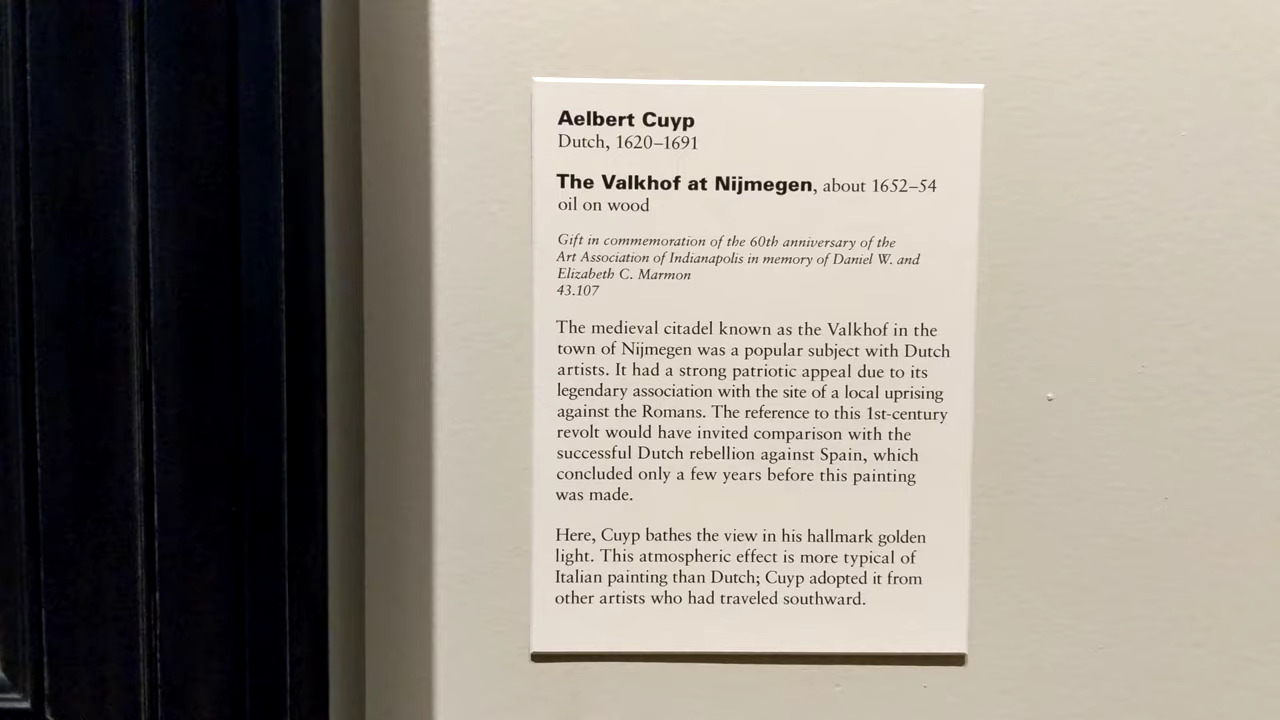 Aelbert Cuyp
Dutch, 1620–1691
The Valkhof at Nijmegen, about 1652–54
oil on wood
Gift in commemoration of the 60th anniversary of the
Art Association of Indianapolis in memory of Daniel W. and
Elizabeth C. Marmon
43.107
The medieval citadel known as the Valkhof in the
town of Nijmegen was a popular subject with Dutch
artists. It had a strong patriotic appeal due to its
legendary association with the site of a local uprising
against the Romans. The reference to this 1st-century
revolt would have invited comparison with the
successful Dutch rebellion against Spain, which
concluded only a few years before this painting
was made.
Here, Cuyp bathes the view in his hallmark golden
light. This atmospheric effect is more typical of
Italian painting than Dutch; Cuyp adopted it from
other artists who had traveled southward.